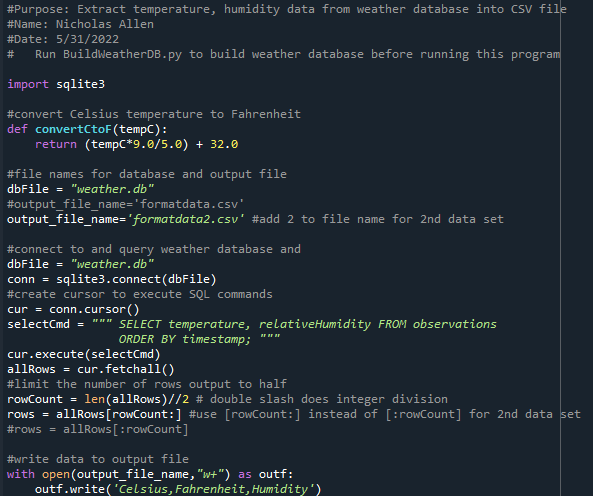 #Purpose: Extract temperature, humidity data from weather database into CSV file
#Name: Nicholas Allen
#Date: 5/31/2022
#   Run BuildWeatherDB.py to build weather database before running this program
import sqlite3
#convert Celsius temperature to Fahrenheit
def convertCtoF(tempC):
    return (tempC*9.0/5.0) + 32.0
#file names for database and output file
dbFile = "weather.db"
#output_file_name='formatdata.csv'
output_file_name='formatdata2.csv' #add 2 to file name for 2nd data set
#connect to and query weather database and
dbFile = "weather.db"
conn = sqlite3.connect(dbFile)
#create cursor to execute SQL commands
cur = conn.cursor()
selectCmd = """ SELECT temperature, relativeHumidity FROM observations
                ORDER BY timestamp; """
cur.execute(selectCmd)
allRows = cur.fetchall()
#limit the number of rows output to half
rowCount = len(allRows)//2 # double slash does integer division
rows = allRows[rowCount:] #use [rowCount:] instead of [:rowCount] for 2nd data set
#rows = allRows[:rowCount]
#write data to output file
with open(output_file_name,"w+") as outf:
    outf.write('Celsius,Fahrenheit,Humidity')